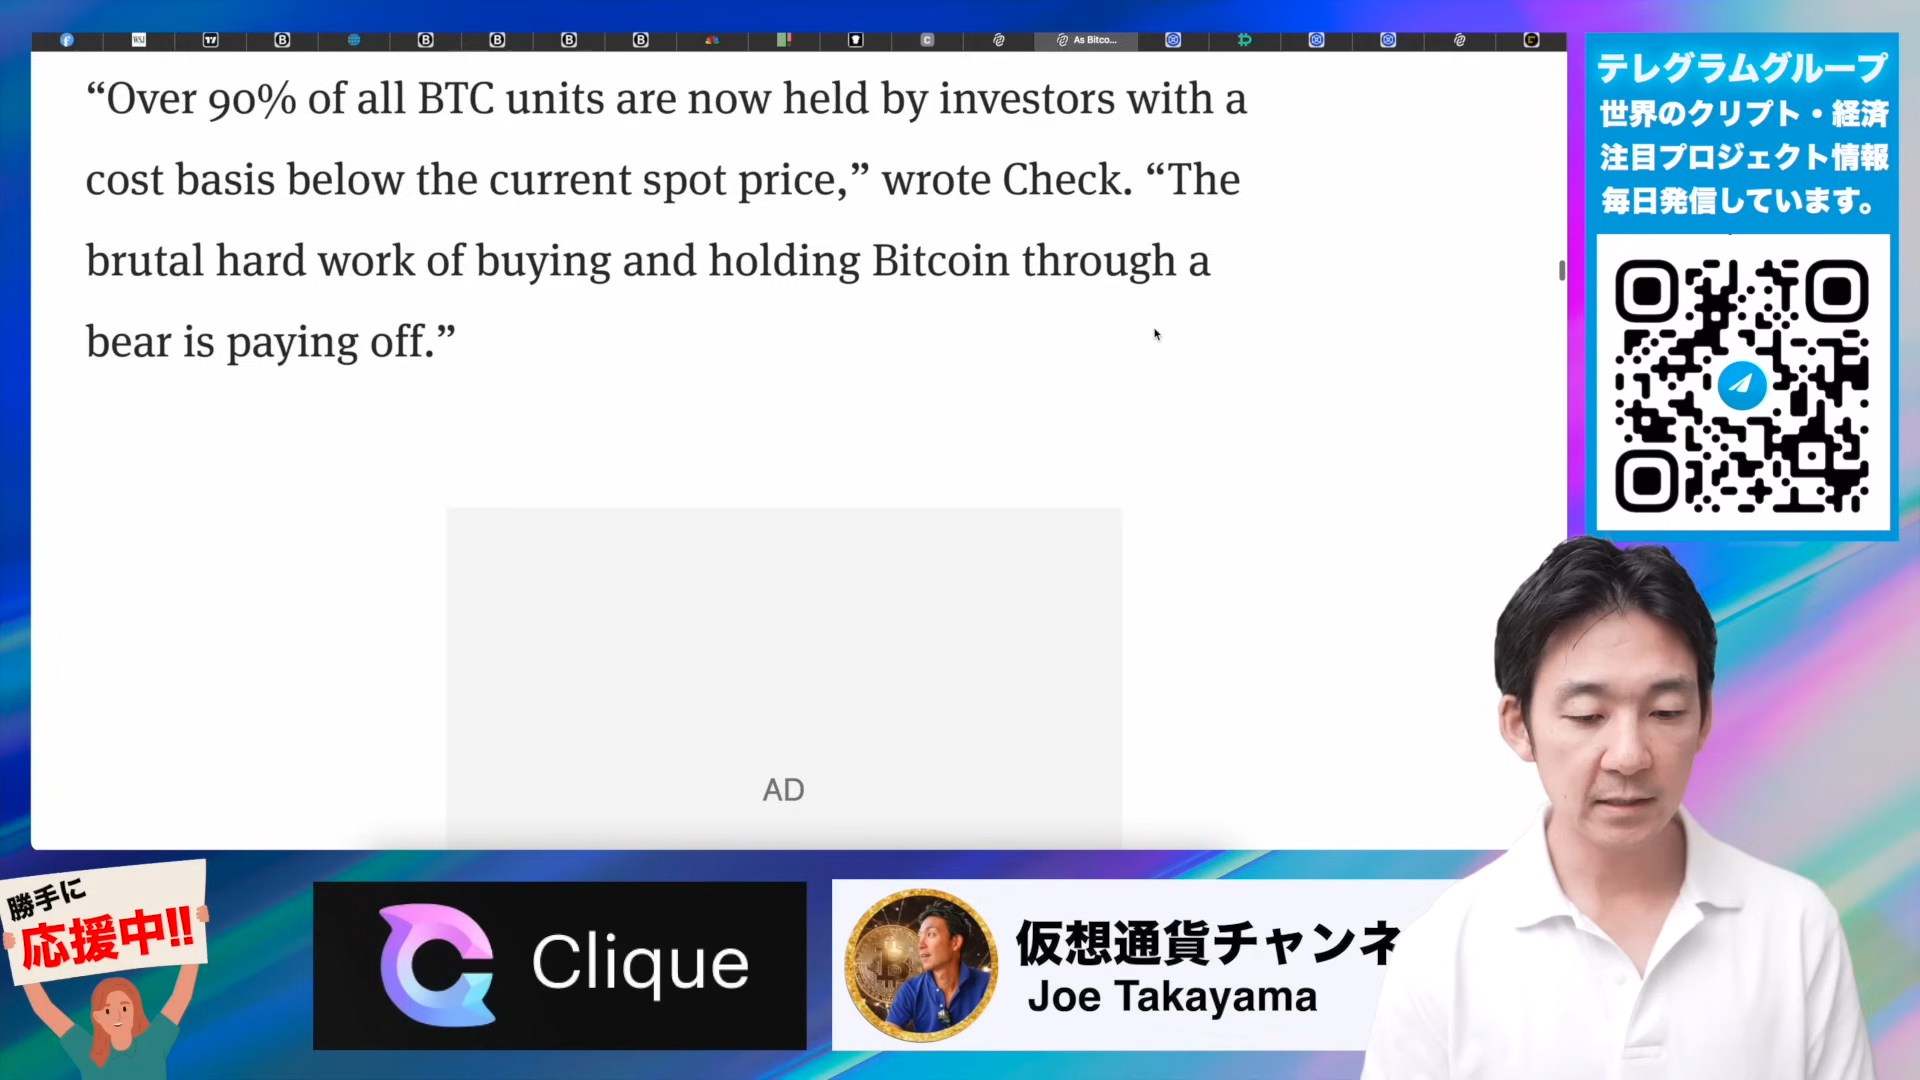 As Bitco...
“Over 90% of all BTC units are now held by investors with a
cost basis below the current spot price,” wrote Check. “The
brutal hard work of buying and holding Bitcoin through a
bear is paying off.”
AD
テレグラムグループ
世界のクリプト・経済
注目プロジェクト情報
毎日発信しています。
勝手に
応援中!!
Clique
仮想通貨チャンネ
Joe Takayama